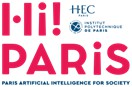 Hi!
PARIS
HEC
PARIS
INSTITUT
POLYTECHNIQUE
DE PARIS
PARIS ARTIFICIAL INTELLIGENCE FOR SOCIETY